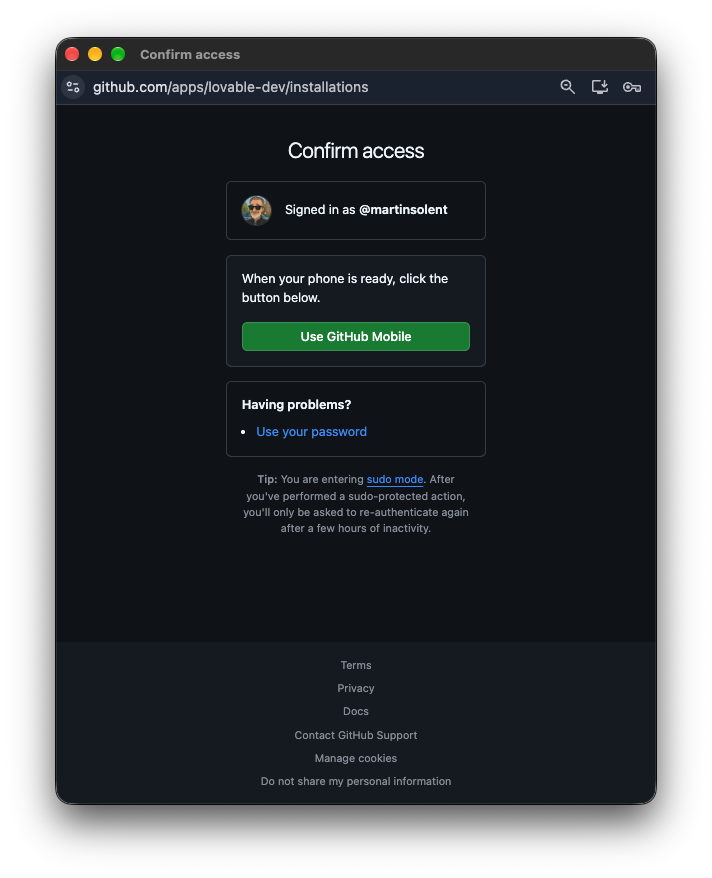 Confirm access
github.com/apps/lovable-dev/installations
Confirm access
Signed in as @martinsolent
When your phone is ready, click the
button below.
Use GitHub Mobile
Having problems?
• Use your password
Tip: You are entering sudo mode. After
you've performed a sudo-protected action,
you'll only be asked to re-authenticate again
after a few hours of inactivity.
Terms
Privacy
Docs
Contact GitHub Support
Manage cookies
Do not share my personal information